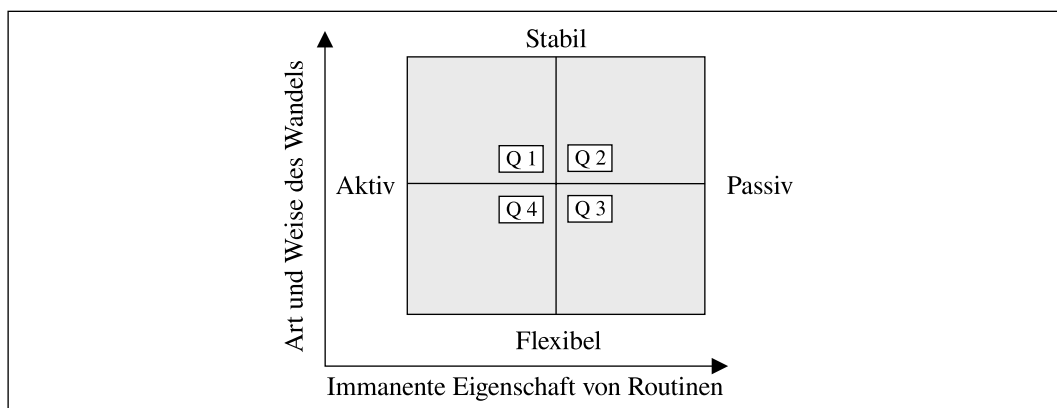 Stabil
Art und Weise des Wandels
Q 1
Q 2
Aktiv
Passiv
Q 4
Q 3
Flexibel
Immanente Eigenschaft von Routinen